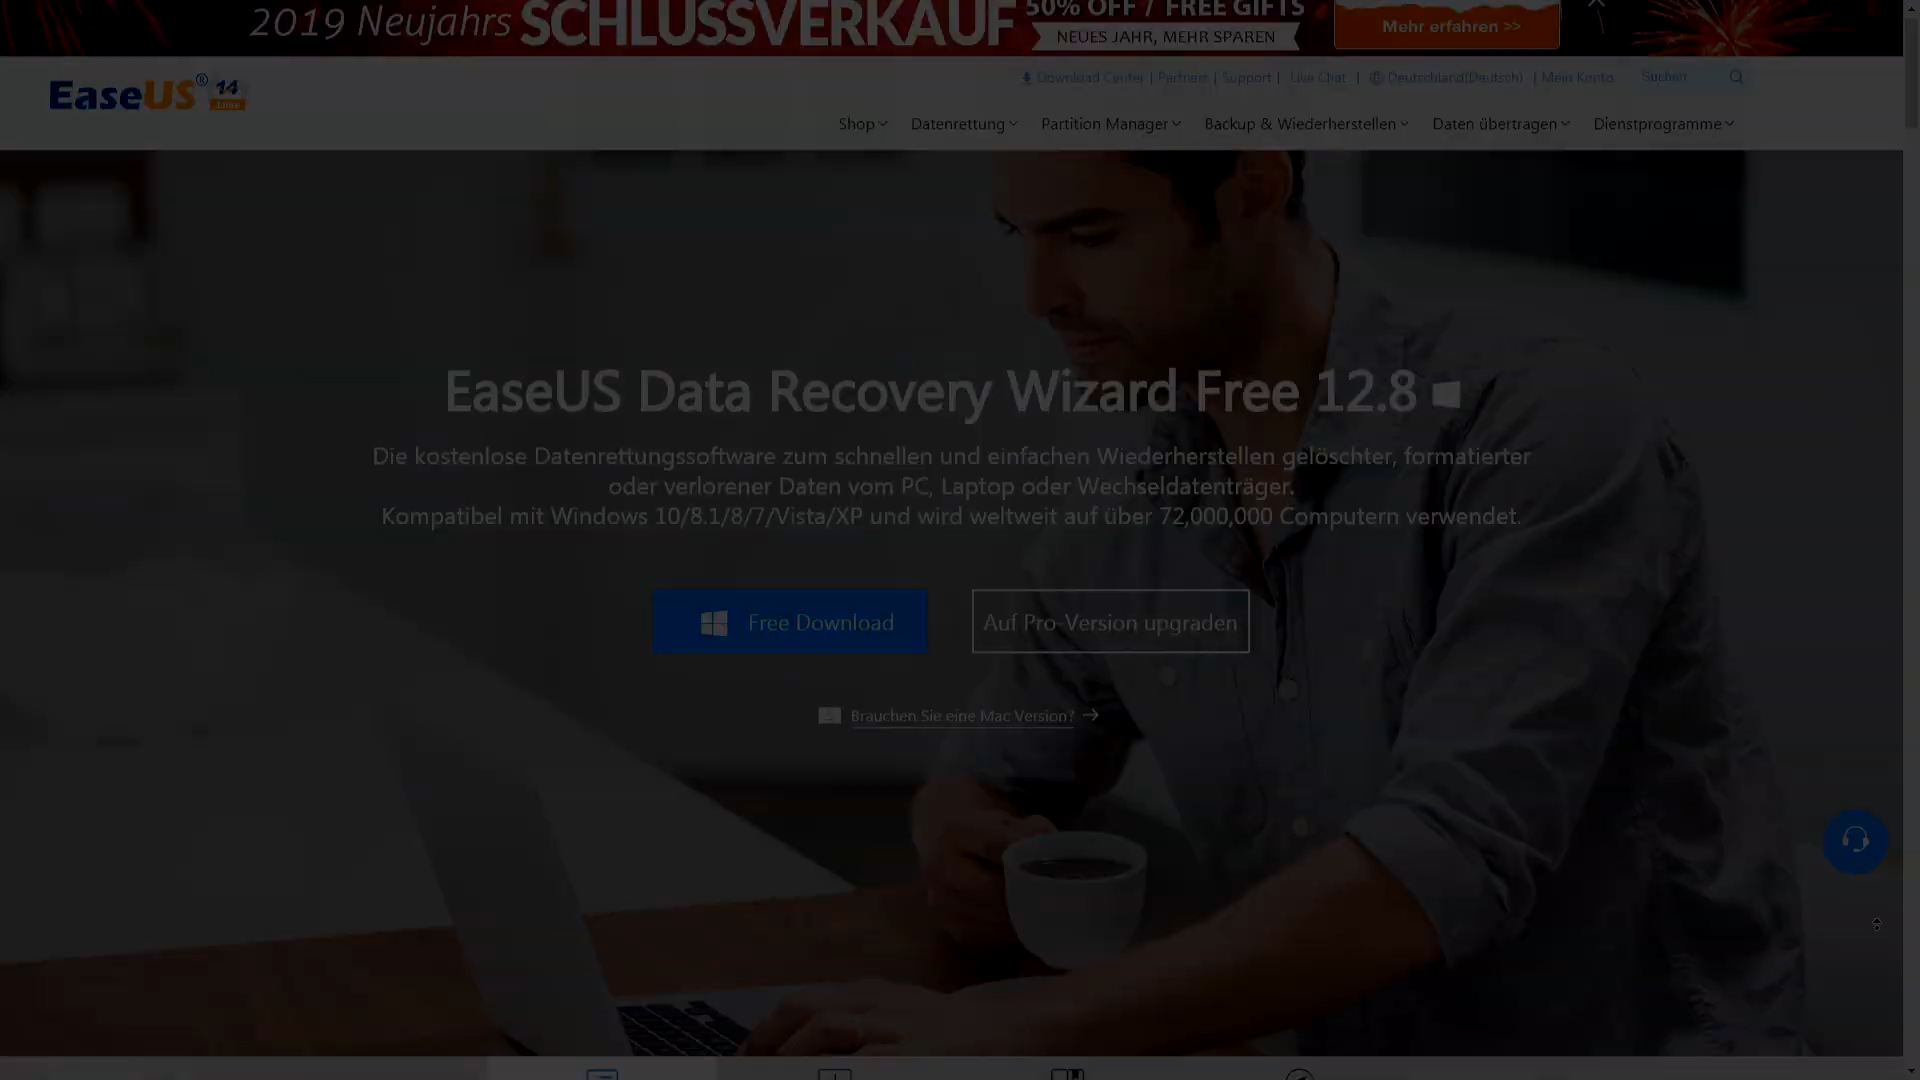 2019 Neujahrs SCHLUSSVERKAUF 50% OFF / FREE GIFTS
NEUES JAHR, MEHR SPAREN
Mehr erfahren >>
EaseUS® 14
Download Center | Partners | Support | Live Chat | Deutschland(Deutsch) | Mein Konto Suchen
Shop Datenrettung Partition Manager Backup & Wiederherstellen Daten übertragen Dienstprogramme
EaseUS Data Recovery Wizard Free 12.8
Die kostenlose Datenrettungssoftware zum schnellen und einfachen Wiederherstellen gelöschter, formatierter
oder verlorener Daten vom PC, Laptop oder Wechseldatenträger.
Kompatibel mit Windows 10/8.1/8/7/Vista/XP und wird weltweit auf über 72,000,000 Computern verwendet.
Free Download
Auf Pro-Version upgraden
Brauchen Sie eine Mac Version?